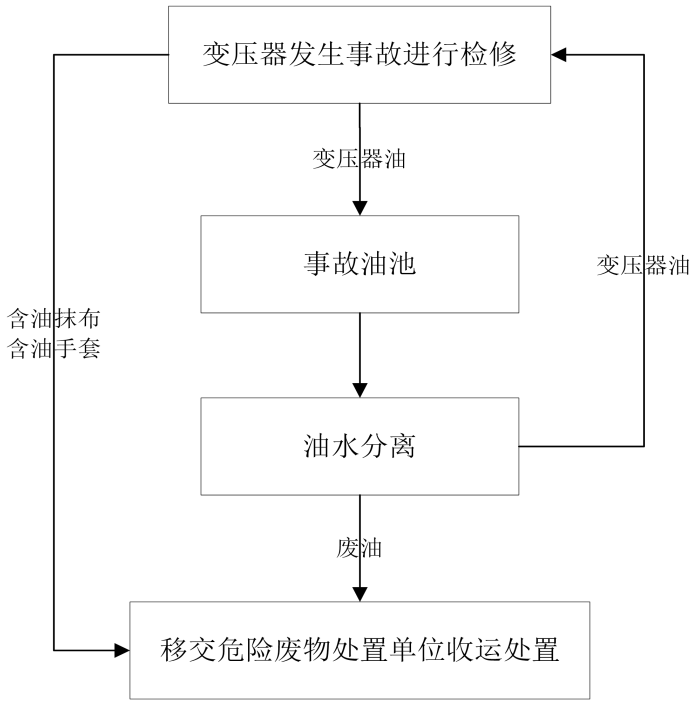 变压器发生事故进行检修
变压器油
事故油池
变压器油
含油抹布
含油手套
油水分离
废油
移交危险废物处置单位收运处置